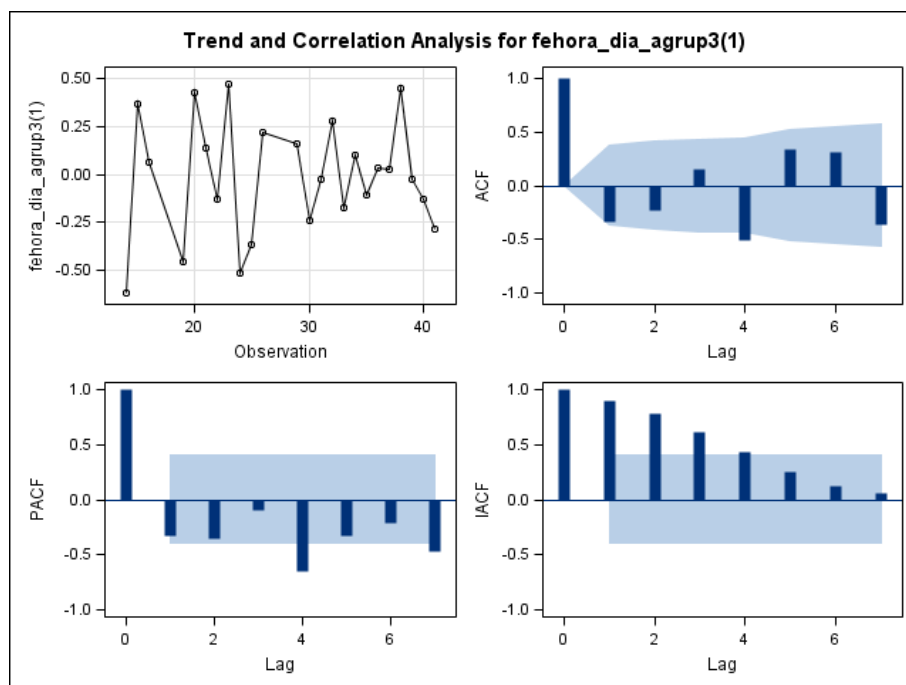 Trend and Correlation Analysis for fehora_dia_agrup3(1)
fehora_dia_agrup3(1)
0.50
0.25
0.00
-0.25
-0.50
20 30 40
Observation
ACF
1.0
0.5
0.0
-0.5
-1.0
0 2 4 6
Lag
PACF
1.0
0.5
0.0
-0.5
-1.0
0 2 4 6
Lag
IACF
1.0
0.5
0.0
-0.5
-1.0
0 2 4 6
Lag